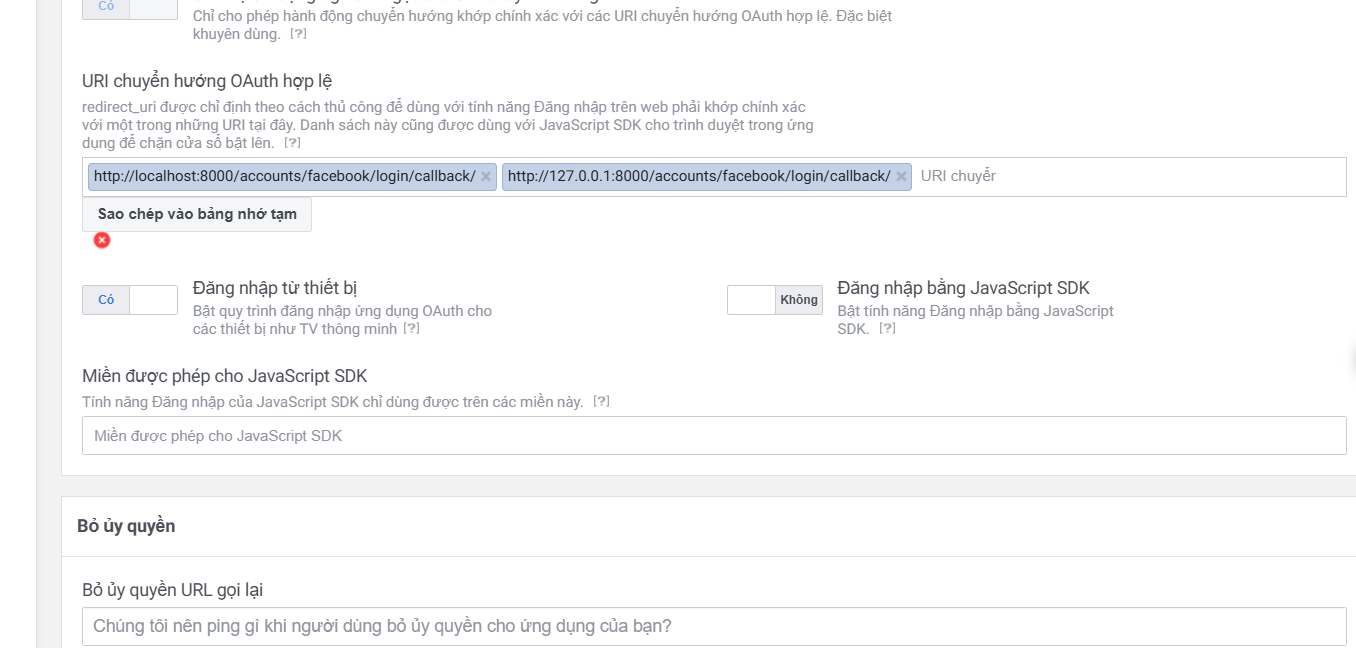 Có
Chỉ cho phép hành động chuyển hướng khớp chính xác với các URI chuyển hướng OAuth hợp lệ. Đặc biệt
khuyên dùng. [?]
URI chuyển hướng OAuth hợp lệ
redirect_uri được chỉ định theo cách thủ công để dùng với tính năng Đăng nhập trên web phải khớp chính xác
với một trong những URI tại đây. Danh sách này cũng được dùng với JavaScript SDK cho trình duyệt trong ứng
dụng để chặn cửa sổ bật lên. [?]
http://localhost:8000/accounts/facebook/login/callback/ http://127.0.0.1:8000/accounts/facebook/login/callback/ URI chuyển
Sao chép vào bảng nhớ tạm
Có
Đăng nhập từ thiết bị
Bật quy trình đăng nhập ứng dụng OAuth cho
các thiết bị như TV thông minh [?]
Không
Đăng nhập bằng JavaScript SDK
Bật tính năng Đăng nhập bằng JavaScript
SDK. [?]
Miền được phép cho JavaScript SDK
Tính năng Đăng nhập của JavaScript SDK chỉ dùng được trên các miền này. [?]
Miền được phép cho JavaScript SDK
Bỏ ủy quyền
Bỏ ủy quyền URL gọi lại
Chúng tôi nên ping gì khi người dùng bỏ ủy quyền cho ứng dụng của bạn?